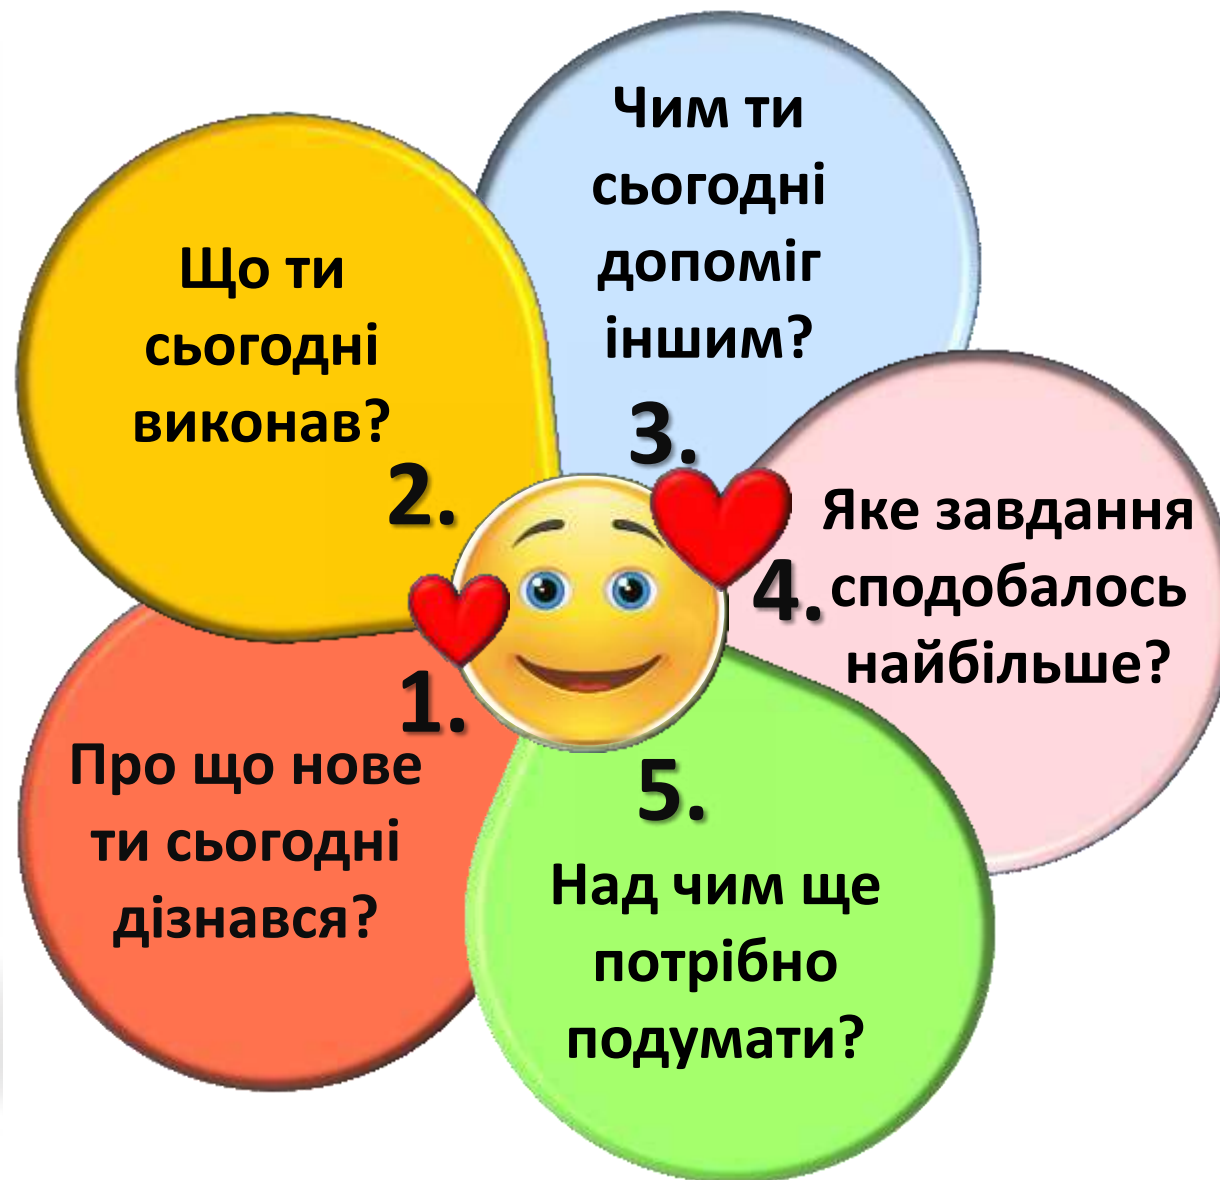 1.
Про що нове
ти сьогодні
дізнався?
2.
Що ти
сьогодні
виконав?
3.
Чим ти
сьогодні
допоміг
іншим?
4.
Яке завдання
сподобалось
найбільше?
5.
Над чим ще
потрібно
подумати?